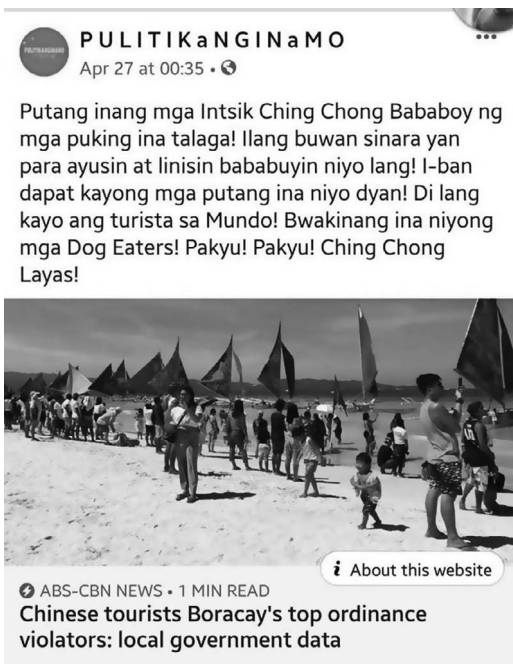 PULITIKaNGINaMO
Apr 27 at 00:35 •
Putang inang mga Intsik Ching Chong Bababoy ng
mga puking ina talaga! Ilang buwan sinara yan
para ayusin at linisin bababuyin niyo lang! I-ban
dapat kayong mga putang ina niyo dyan! Di lang
kayo ang turista sa Mundo! Bwakinang ina niyong
mga Dog Eaters! Pakyu! Pakyu! Ching Chong
Layas!
i About this website
ABS-CBN NEWS • 1 MIN READ
Chinese tourists Boracay's top ordinance
violators: local government data